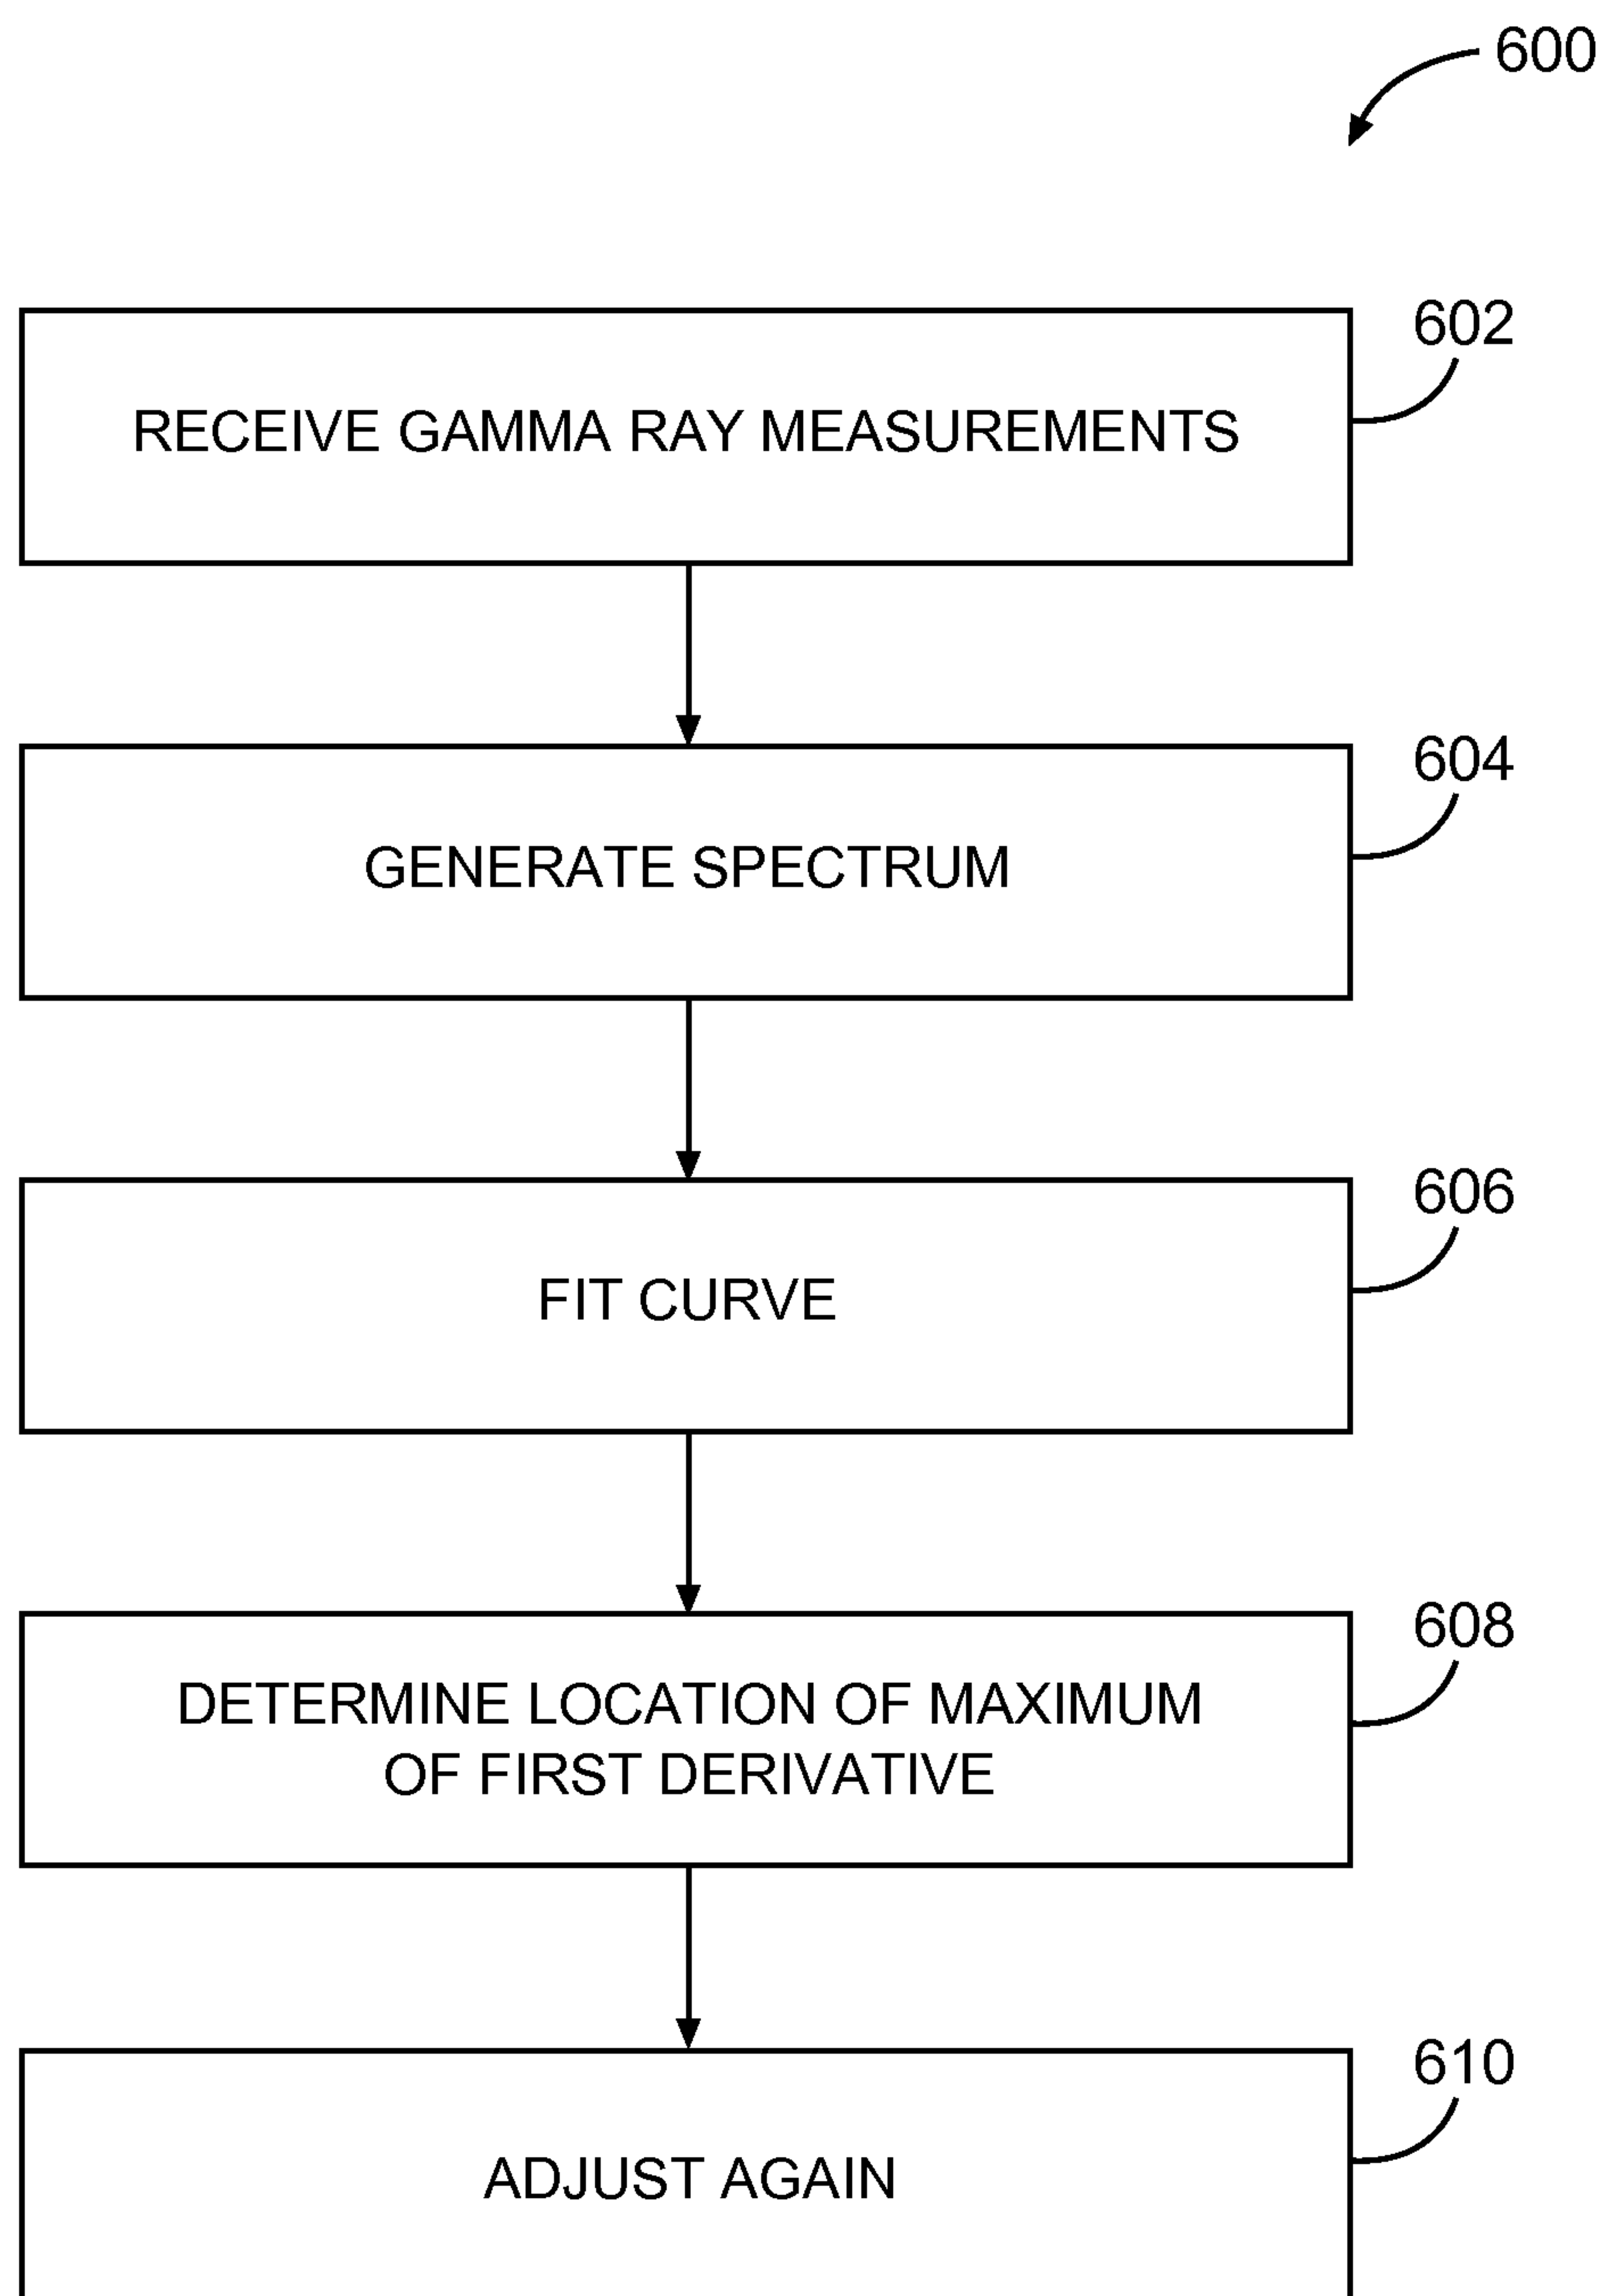 600
602
RECEIVE GAMMA RAY MEASUREMENTS
604
GENERATE SPECTRUM
606
FIT CURVE
608
DETERMINE LOCATION OF MAXIMUM
OF FIRST DERIVATIVE
610
ADJUST AGAIN